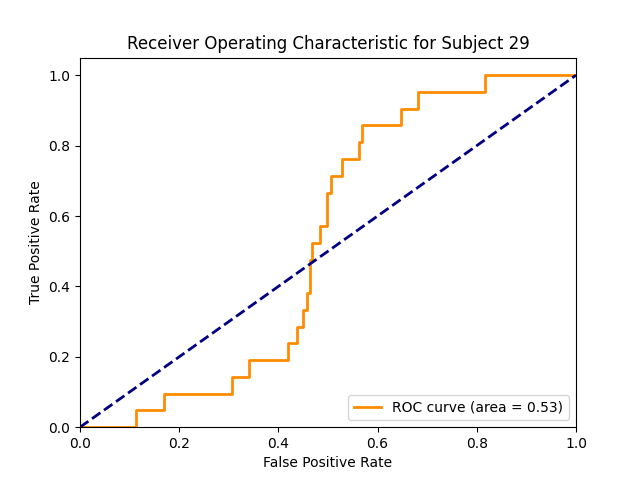 Receiver Operating Characteristic for Subject 29
1.0
0.8
0.6
0.4
0.2
0.0
True Positive Rate
ROC curve (area = 0.53)
0.0 0.2 0.4 0.6 0.8 1.0
False Positive Rate